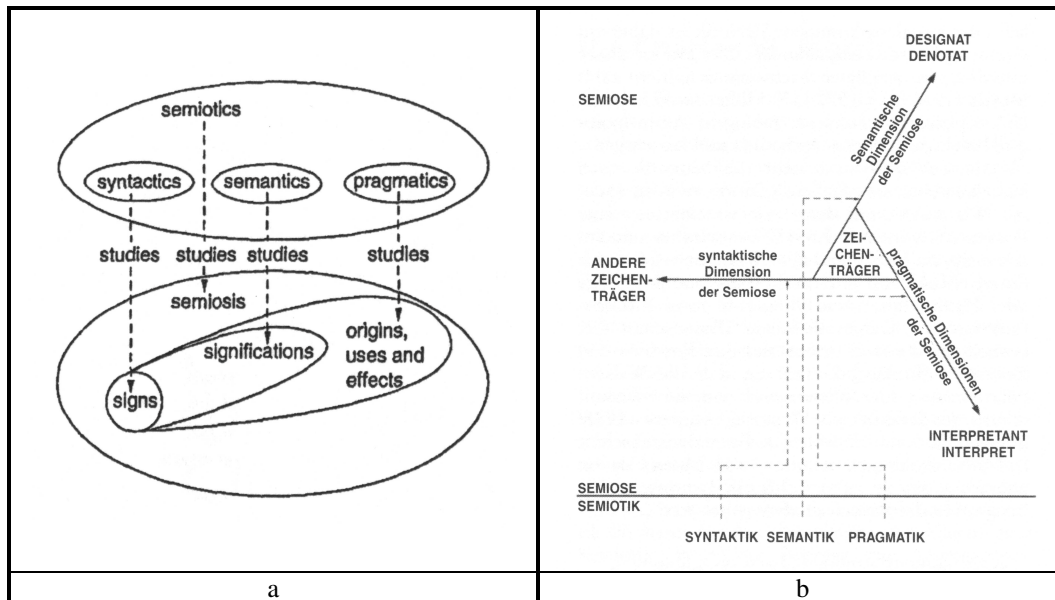 semiotics
syntactics semantics pragmatics
studies studies studies studies
semiosis
significations
origins,
uses and
effects
signs
a
DESIGNAT
DENOTAT
SEMIOSE
Semantische
Dimension
der Semiose
ZEI-
CHEN-
TRÄGER
syntaktische
Dimension
der Semiose
ANDERE
ZEICHEN-
TRÄGER
pragmatische Dimensionen
der Semiose
INTERPRETANT
INTERPRET
SEMIOSE
SEMIOTIK
SYNTAKTIK SEMANTIK PRAGMATIK
b